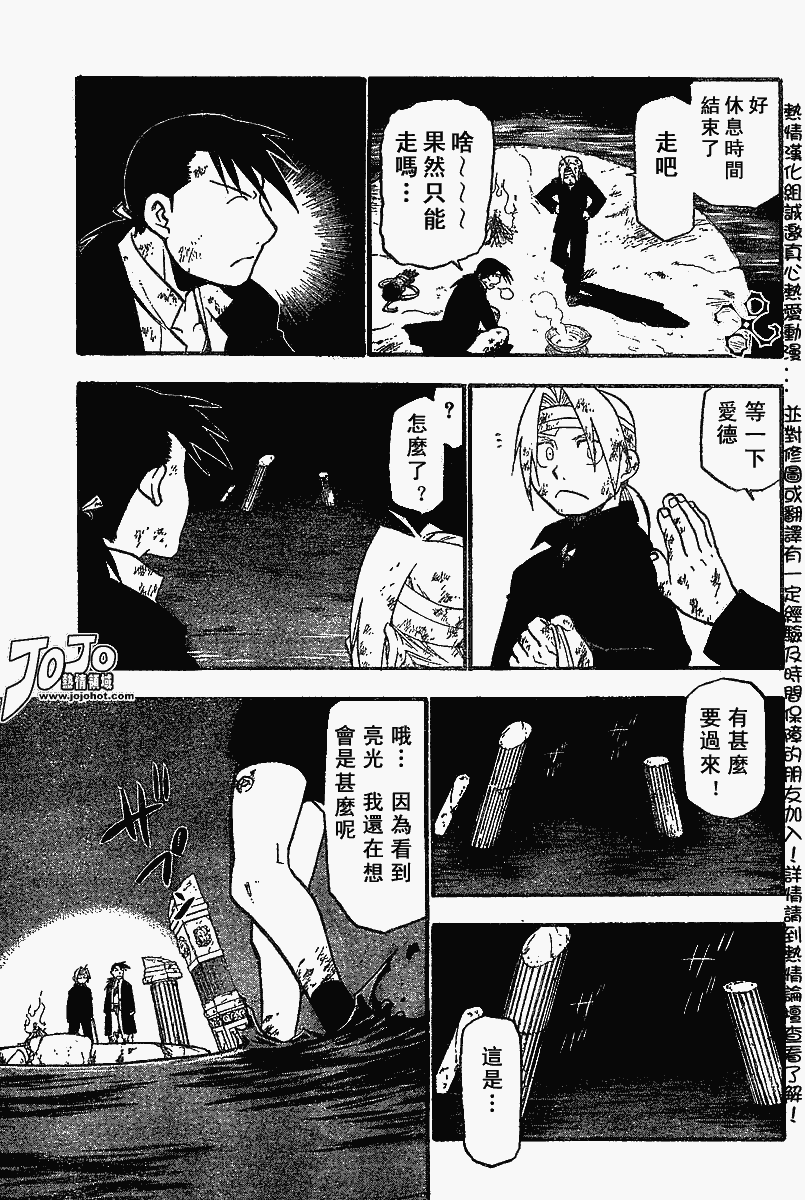 好
休息時間
結束了
走吧
啥~~~
果然只能
走嗎…
等一下
愛德
?
怎麼了?
有甚麼
要過來!
這是…
哦… 因為看到
亮光 我還在想
會是甚麼呢
熱情漢化組誠邀真心熱愛動漫… 並對修圖或翻譯有一定經驗及時間保障的朋友加入!詳情請到熱情論壇查看了解!
JOJO
熱情領域
www.jojohot.com